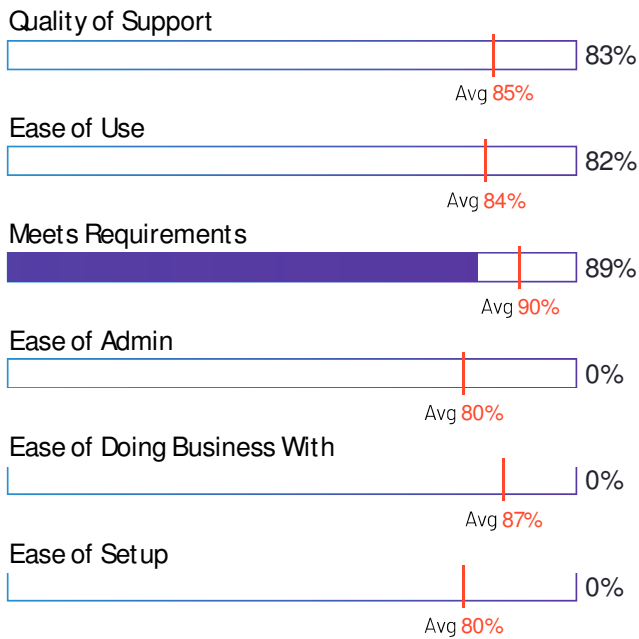 Quality of Support
83%
Avg 85%
Ease of Use
82%
Avg 84%
Meets Requirements
89%
Avg 90%
Ease of Admin
0%
Avg 80%
Ease of Doing Business With
0%
Avg 87%
Ease of Setup
0%
Avg 80%